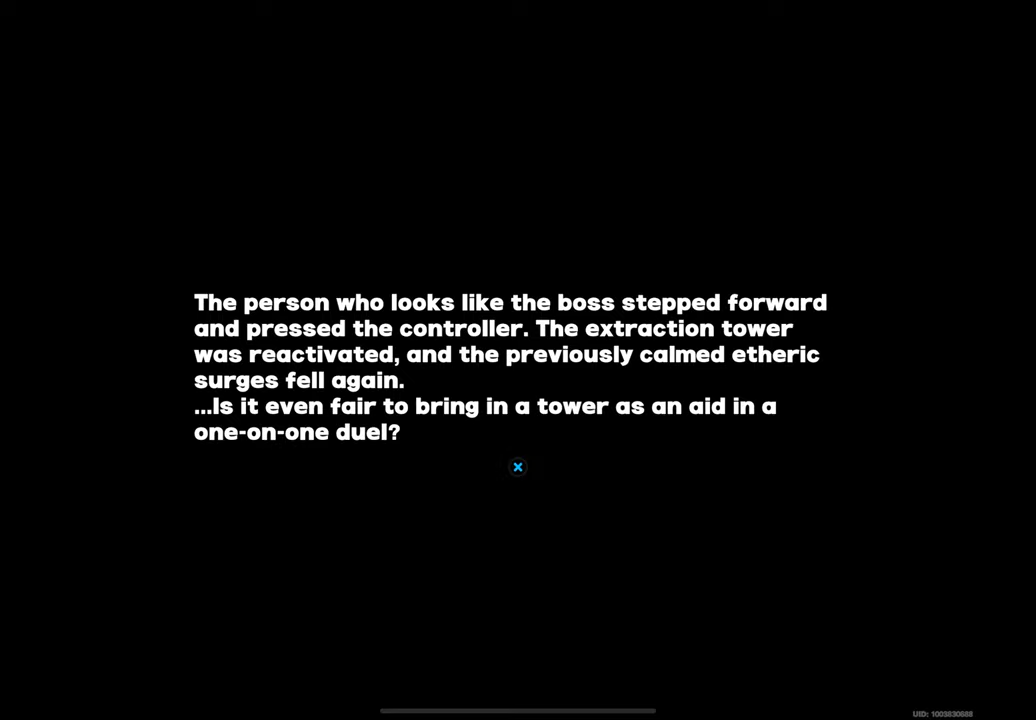 The person who looks like the boss stepped forward
and pressed the controller. The extraction tower
was reactivated, and the previously calmed etheric
surges fell again.
...Is it even fair to bring in a tower as an aid in a
one-on-one duel?
UID: 1003830688